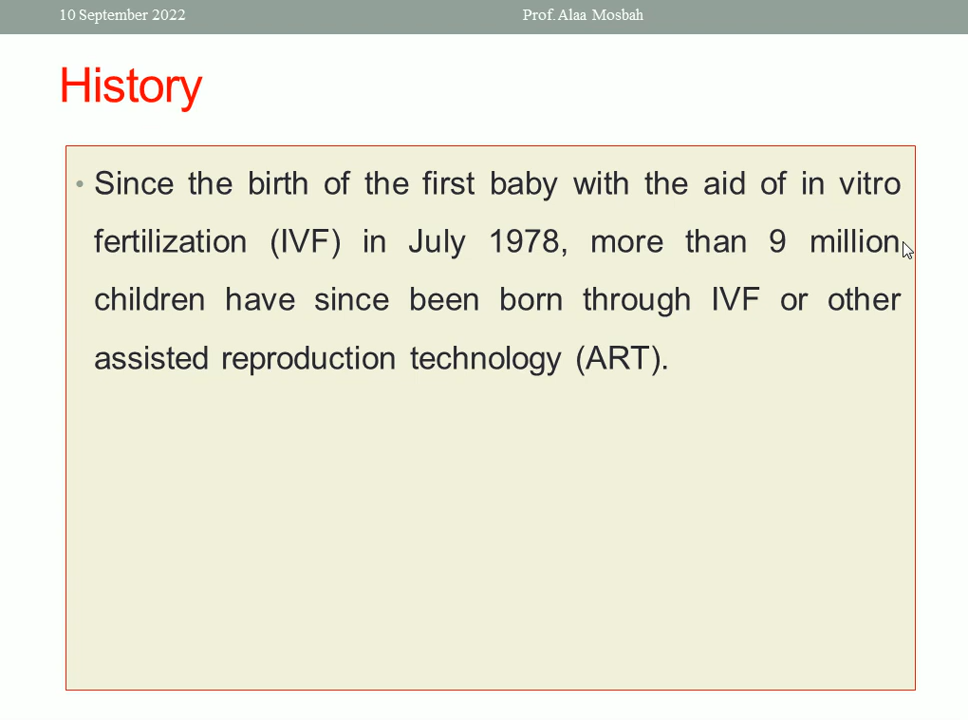 10 September 2022 Prof. Alaa Mosbah
History
• Since the birth of the first baby with the aid of in vitro
fertilization (IVF) in July 1978, more than 9 million
children have since been born through IVF or other
assisted reproduction technology (ART).